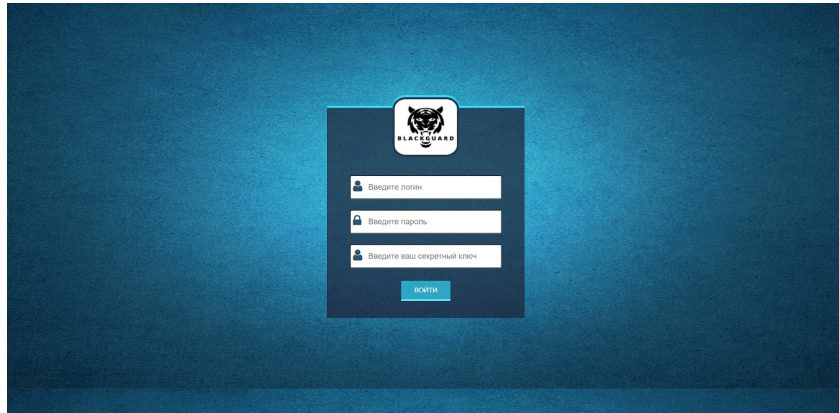 BLACKGUARD
Введите логин
Введите пароль
Введите ваш секретный ключ
ВОЙТИ